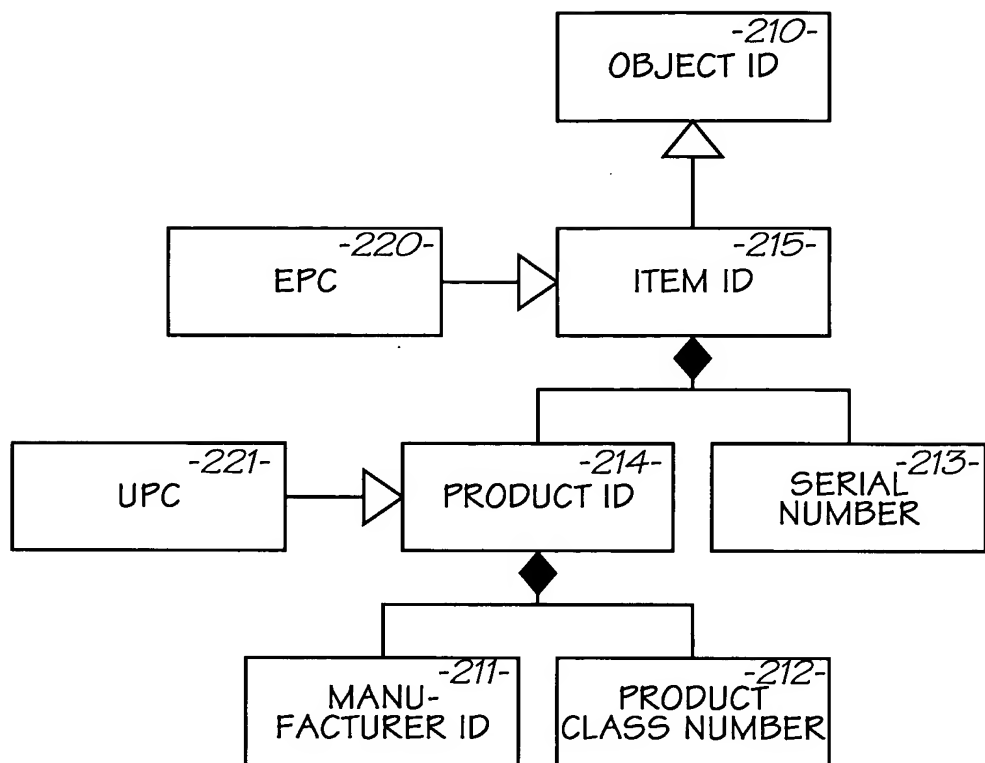 -210-
OBJECT ID
-220-
EPC
-215-
ITEM ID
-221-
UPC
-214-
PRODUCT ID
-213-
SERIAL
NUMBER
-211-
MANU-
FACTURER ID
-212-
PRODUCT
CLASS NUMBER